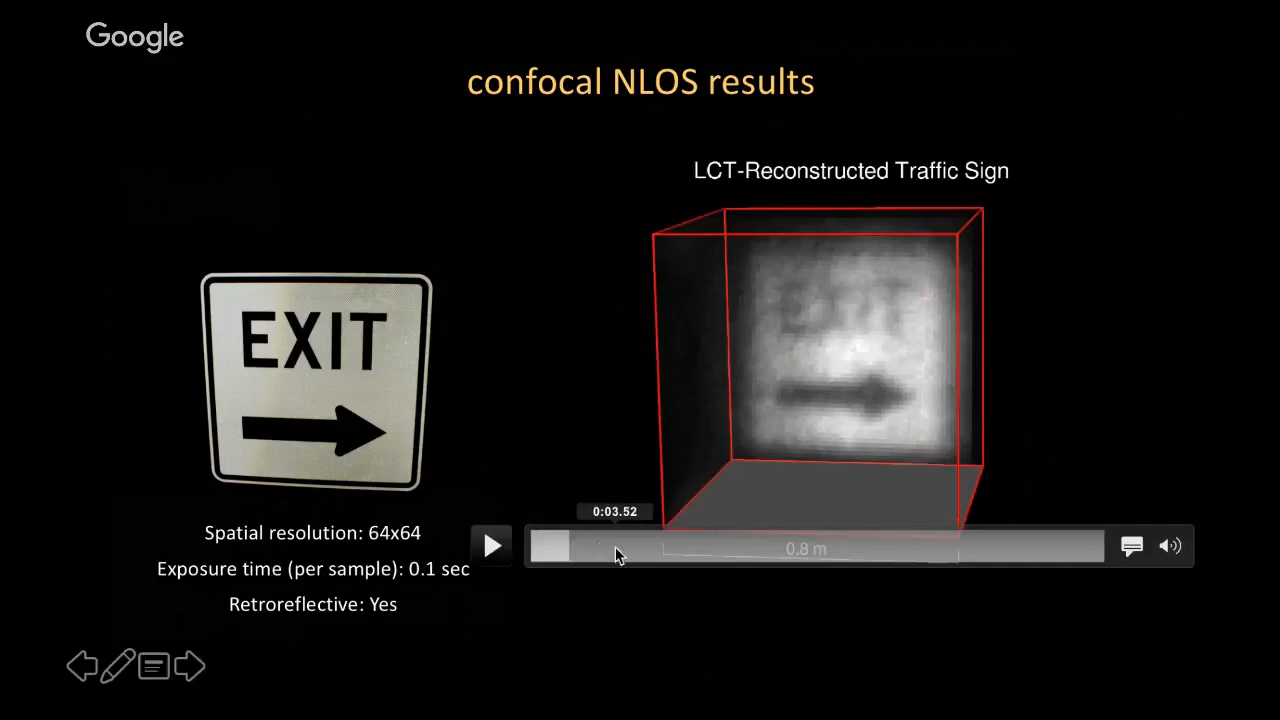 Google
confocal NLOS results
LCT-Reconstructed Traffic Sign
EXIT
EXIT
0:03.52
Spatial resolution: 64x64
0.8 m
Exposure time (per sample): 0.1 sec
Retroreflective: Yes